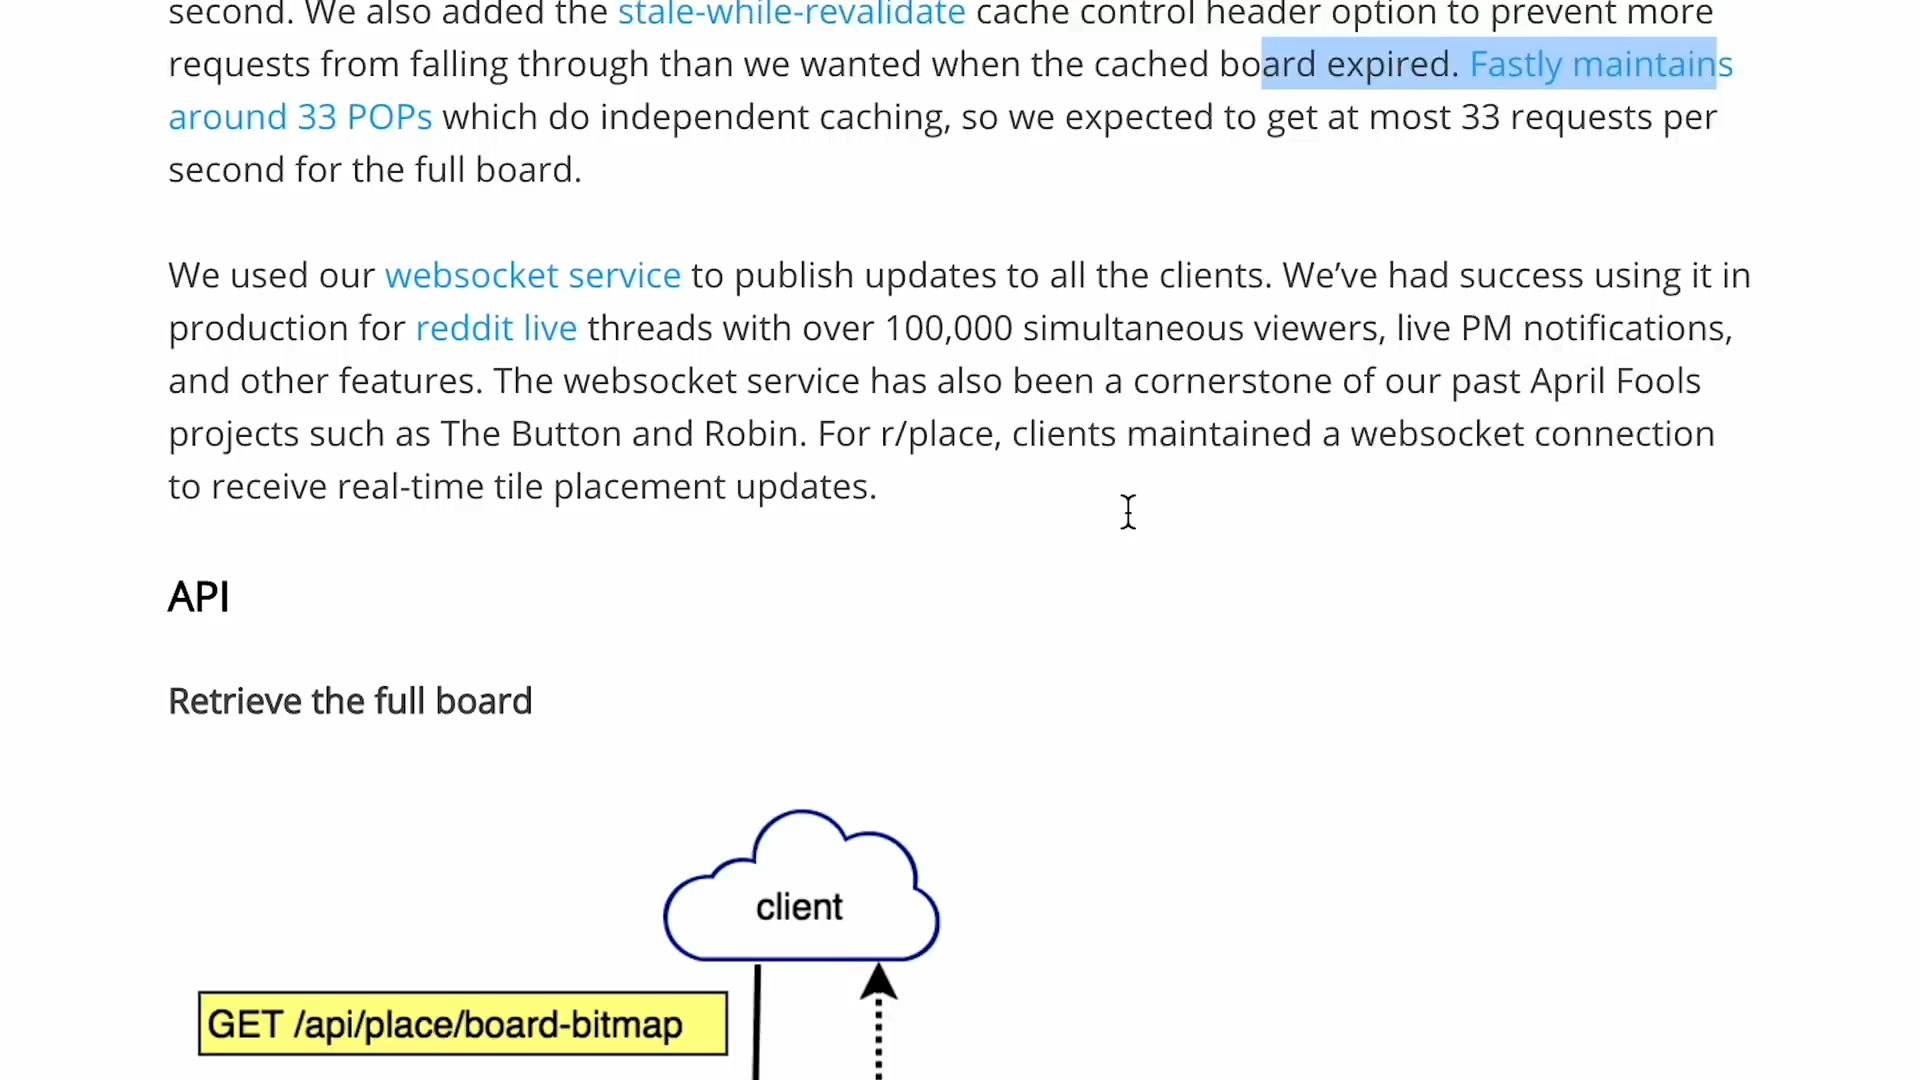 second. We also added the stale-while-revalidate cache control header option to prevent more
requests from falling through than we wanted when the cached board expired. Fastly maintains
around 33 POPs which do independent caching, so we expected to get at most 33 requests per
second for the full board.
We used our websocket service to publish updates to all the clients. We’ve had success using it in
production for reddit live threads with over 100,000 simultaneous viewers, live PM notifications,
and other features. The websocket service has also been a cornerstone of our past April Fools
projects such as The Button and Robin. For r/place, clients maintained a websocket connection
to receive real-time tile placement updates.
API
Retrieve the full board
client
GET /api/place/board-bitmap